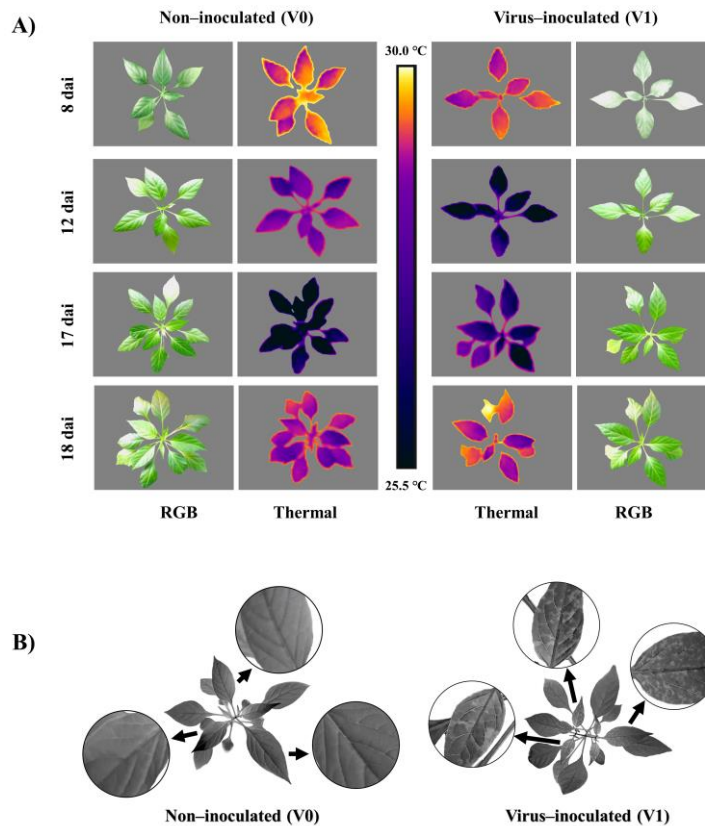 Non–inoculated (V0)
Virus–inoculated (V1)
A)
30.0 °C
8 dai
12 dai
17 dai
18 dai
25.5 °C
RGB
Thermal
Thermal
RGB
B)
Non–inoculated (V0)
Virus–inoculated (V1)